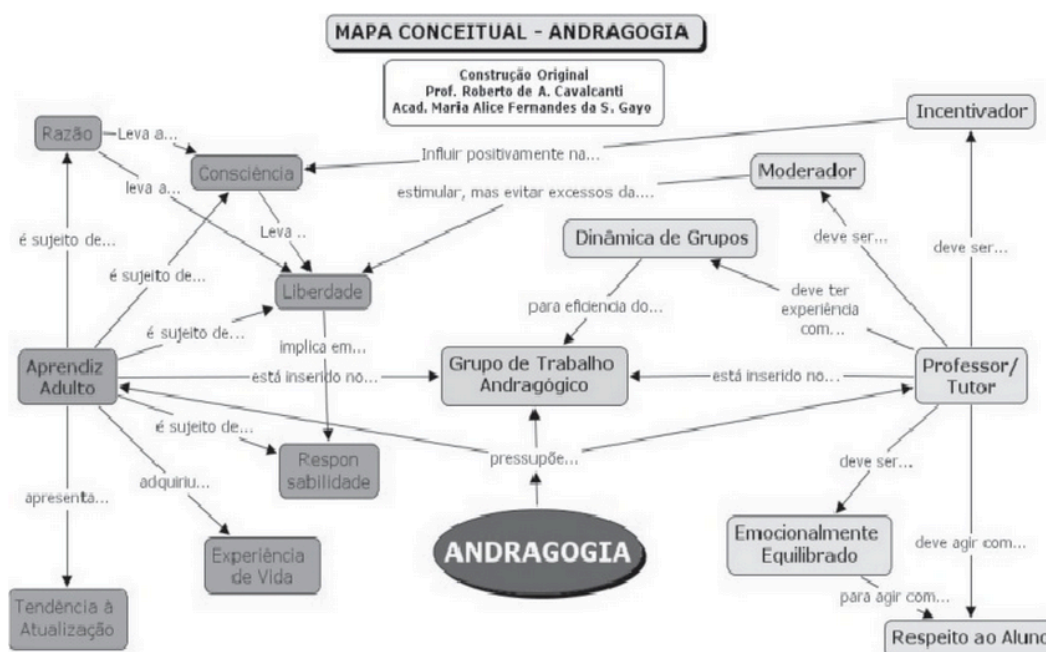 MAPA CONCEITUAL - ANDRAGOGIA
Construção Original
Prof. Roberto de A. Cavalcanti
Acad. Maria Alice Fernandes da S. Gayo
Incentivador
Razão
Leva a...
Influir positivamente na...
Consciência
Moderador
leva a...
estimular, mas evitar excessos da....
é sujeito de...
Leva ..
Dinâmica de Grupos
deve ser...
deve ser...
é sujeito de...
Liberdade
deve ter
experiência
com...
para eficiencia do...
é sujeito de...
implica em...
Aprendiz
Adulto
está inserido no...
Grupo de Trabalho
Andragógico
está inserido no...
Professor/
Tutor
é sujeito de...
Respon
sabilidade
pressupõe...
deve ser...
apresenta...
adquiriu...
Experiência
de Vida
ANDRAGOGIA
Emocionalmente
Equilibrado
deve agir com...
para agir com...
Tendência à
Atualização
Respeito ao Aluno